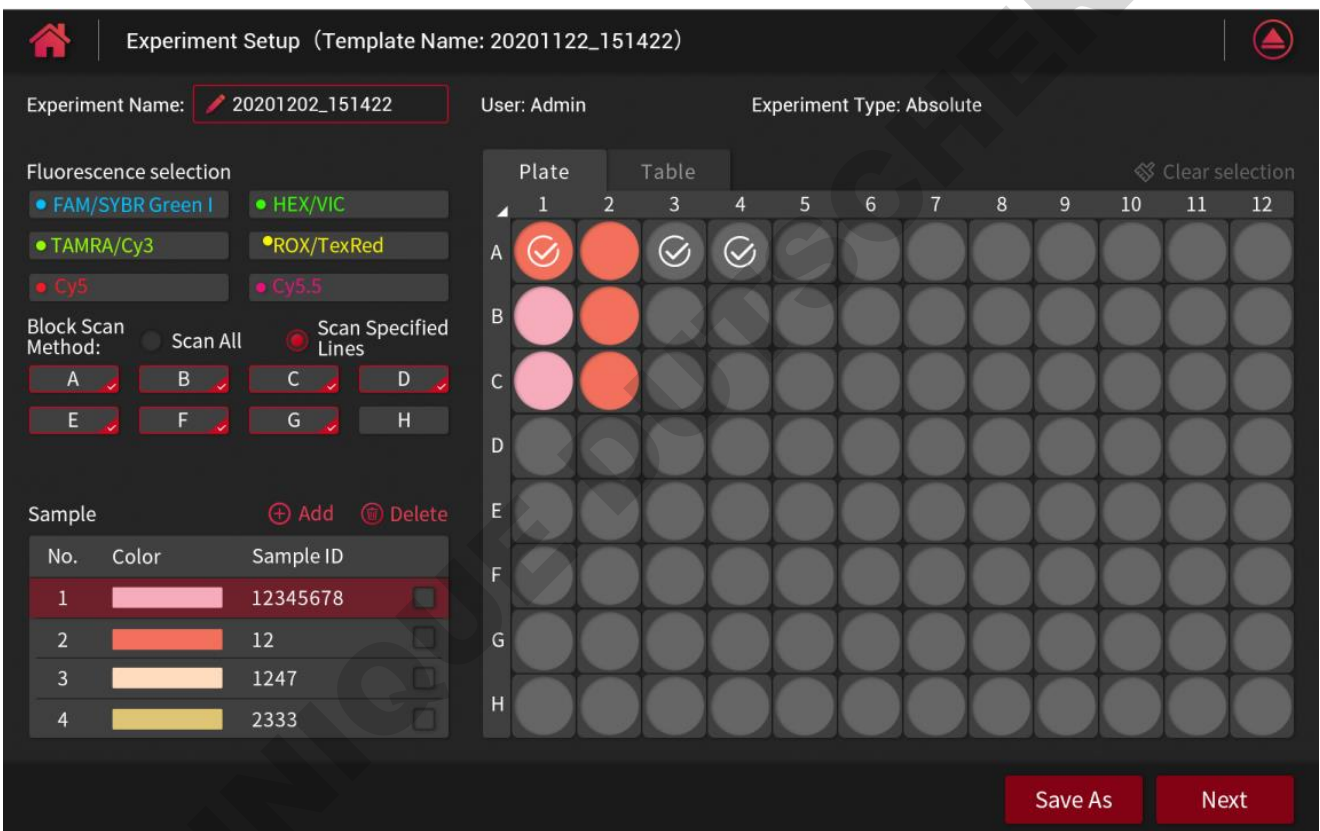 Experiment Setup（Template Name: 20201122_151422）
Experiment Name: 20201202_151422 User: Admin Experiment Type: Absolute
Fluorescence selection
FAM/SYBR Green I HEX/VIC
TAMRA/Cy3 ROX/TexRed
Cy5 Cy5.5
Block Scan Method: Scan All Scan Specified Lines
A B C D
E F G H
Sample Add Delete
No. Color Sample ID
1 12345678
2 12
3 1247
4 2333
Plate Table Clear selection
1 2 3 4 5 6 7 8 9 10 11 12
A
B
C
D
E
F
G
H
Save As Next
UNIQUE DUTSCHER